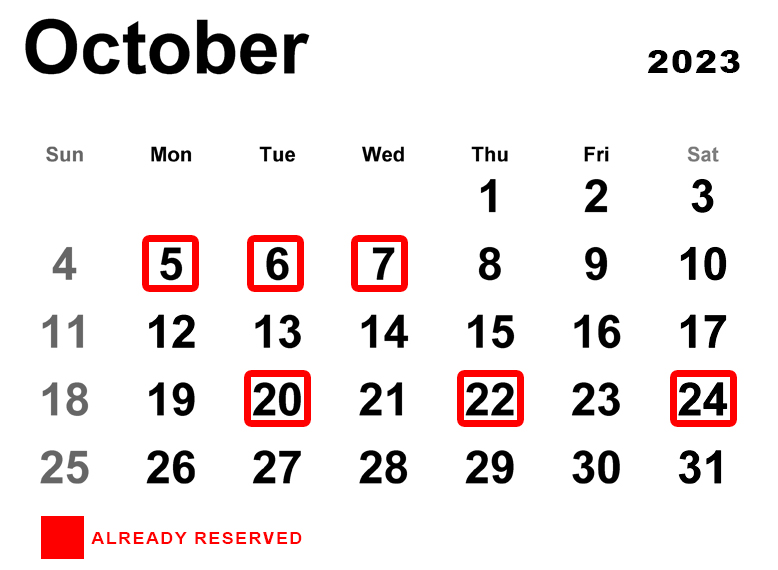 October
2023
Sun Mon Tue Wed Thu Fri Sat
1 2 3
4 5 6 7 8 9 10
11 12 13 14 15 16 17
18 19 20 21 22 23 24
25 26 27 28 29 30 31
ALREADY RESERVED